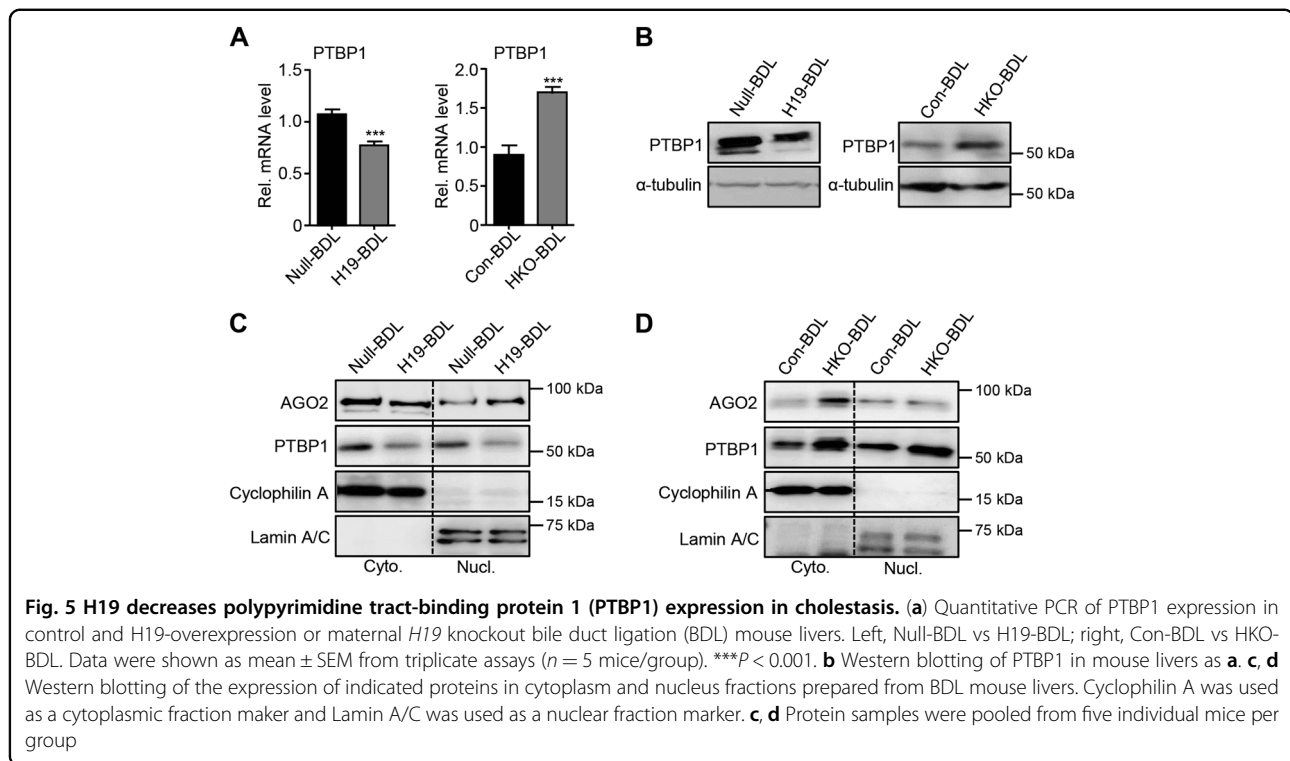 A
PTBP1
Rel. mRNA level
1.5
1.0
0.5
0
***
Null-BDL
H19-BDL
PTBP1
Rel. mRNA level
2.0
1.5
1.0
0.5
0
***
Con-BDL
HKO-BDL
B
Null-BDL
H19-BDL
PTBP1
α-tubulin
Con-BDL
HKO-BDL
PTBP1
50 kDa
α-tubulin
50 kDa
C
Null-BDL
H19-BDL
Null-BDL
H19-BDL
100 kDa
AGO2
PTBP1
50 kDa
Cyclophilin A
15 kDa
75 kDa
Lamin A/C
Cyto.
Nucl.
D
Con-BDL
HKO-BDL
Con-BDL
HKO-BDL
100 kDa
AGO2
PTBP1
50 kDa
Cyclophilin A
15 kDa
75 kDa
Lamin A/C
Cyto.
Nucl.
Fig. 5 H19 decreases polypyrimidine tract-binding protein 1 (PTBP1) expression in cholestasis. (a) Quantitative PCR of PTBP1 expression in
control and H19-overexpression or maternal H19 knockout bile duct ligation (BDL) mouse livers. Left, Null-BDL vs H19-BDL; right, Con-BDL vs HKO-
BDL. Data were shown as mean ± SEM from triplicate assays (n = 5 mice/group). ***P < 0.001. b Western blotting of PTBP1 in mouse livers as a. c, d
Western blotting of the expression of indicated proteins in cytoplasm and nucleus fractions prepared from BDL mouse livers. Cyclophilin A was used
as a cytoplasmic fraction maker and Lamin A/C was used as a nuclear fraction marker. c, d Protein samples were pooled from five individual mice per
group